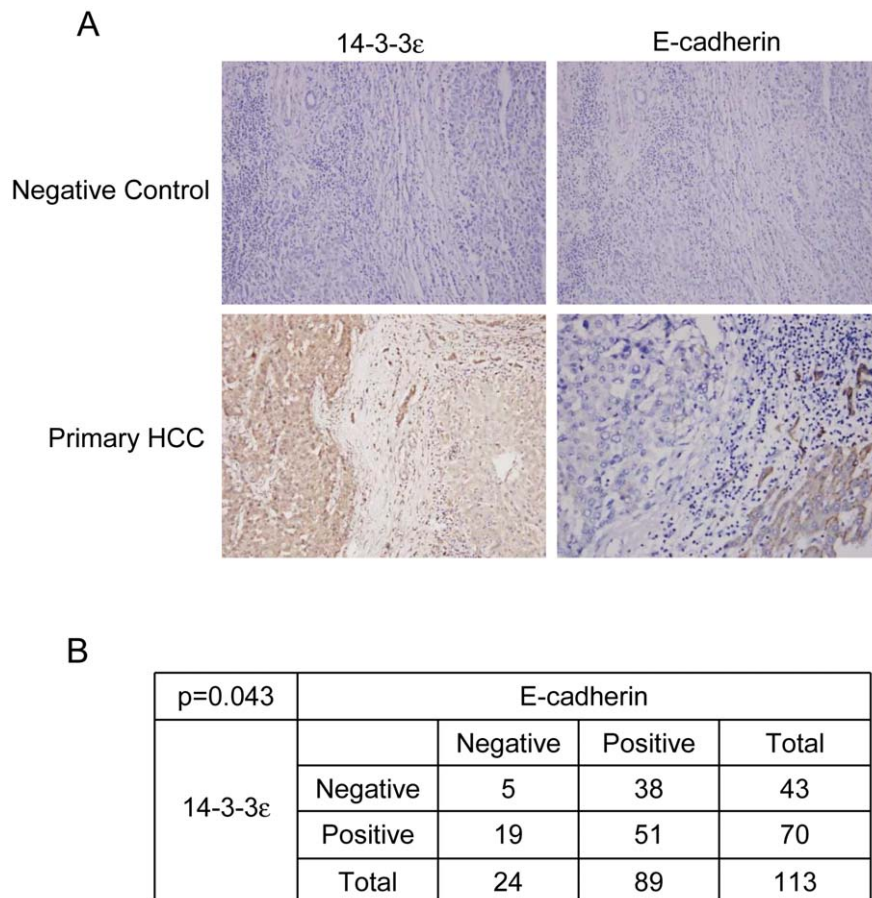 A
14-3-3ε E-cadherin
Negative Control
Primary HCC
B
p=0.043 E-cadherin
Negative Positive Total
14-3-3ε
Negative 5 38 43
Positive 19 51 70
Total 24 89 113